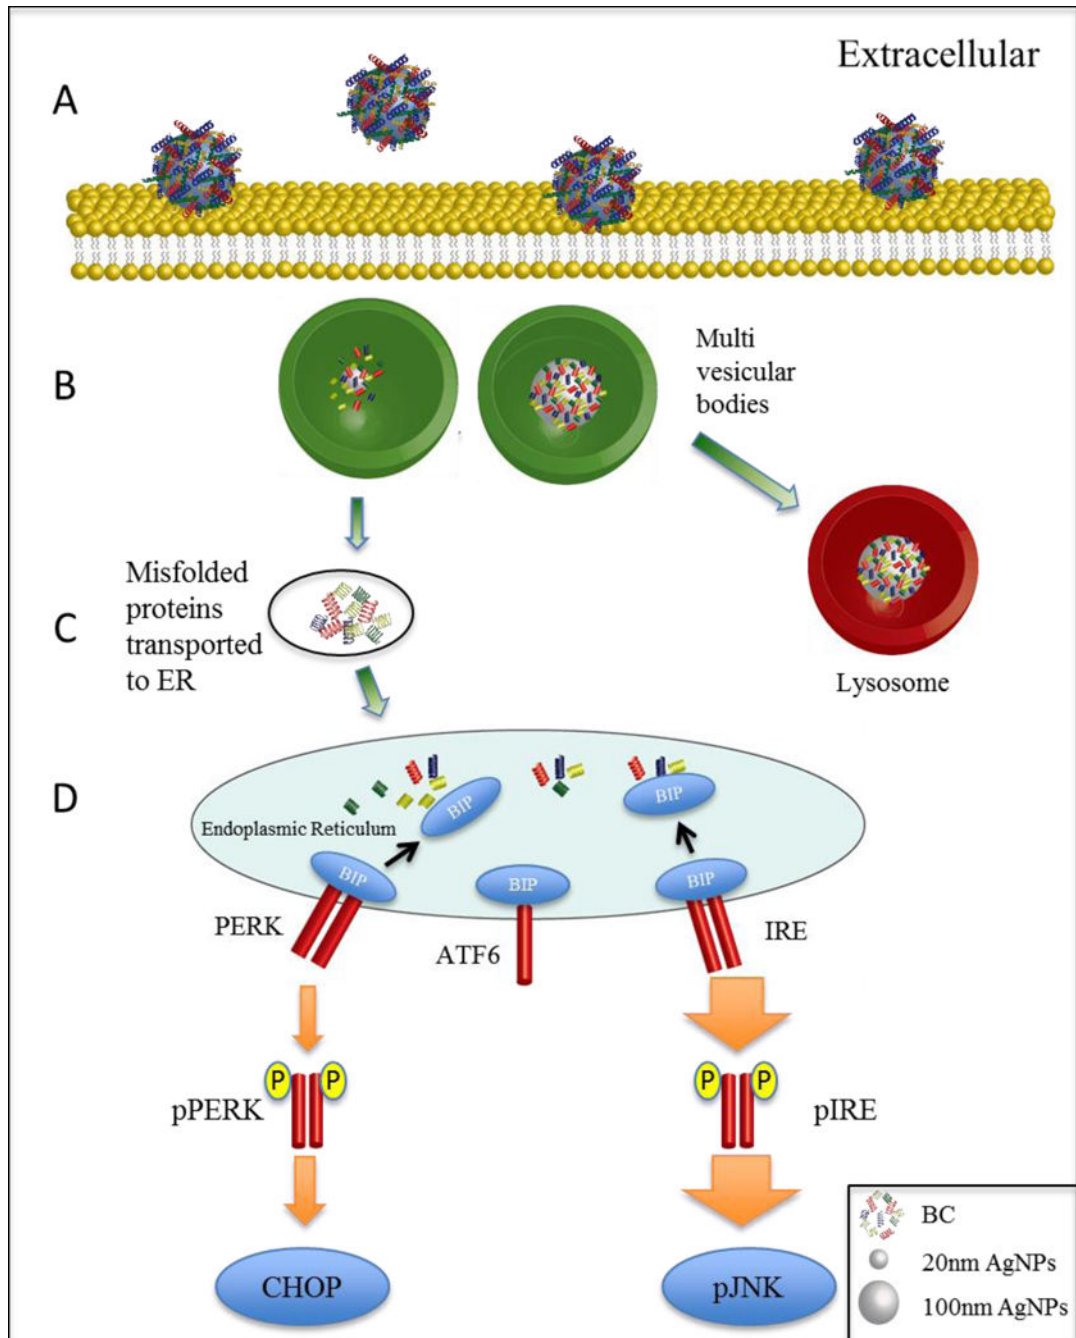 Extracellular
A
B
Multi
vesicular
bodies
Misfolded
proteins
transported
to ER
C
Lysosome
D
BIP
BIP
Endoplasmic Reticulum
BIP
BIP
BIP
PERK
ATF6
IRE
P
P
P
P
pPERK
pIRE
BC
20nm AgNPs
100nm AgNPs
CHOP
pJNK